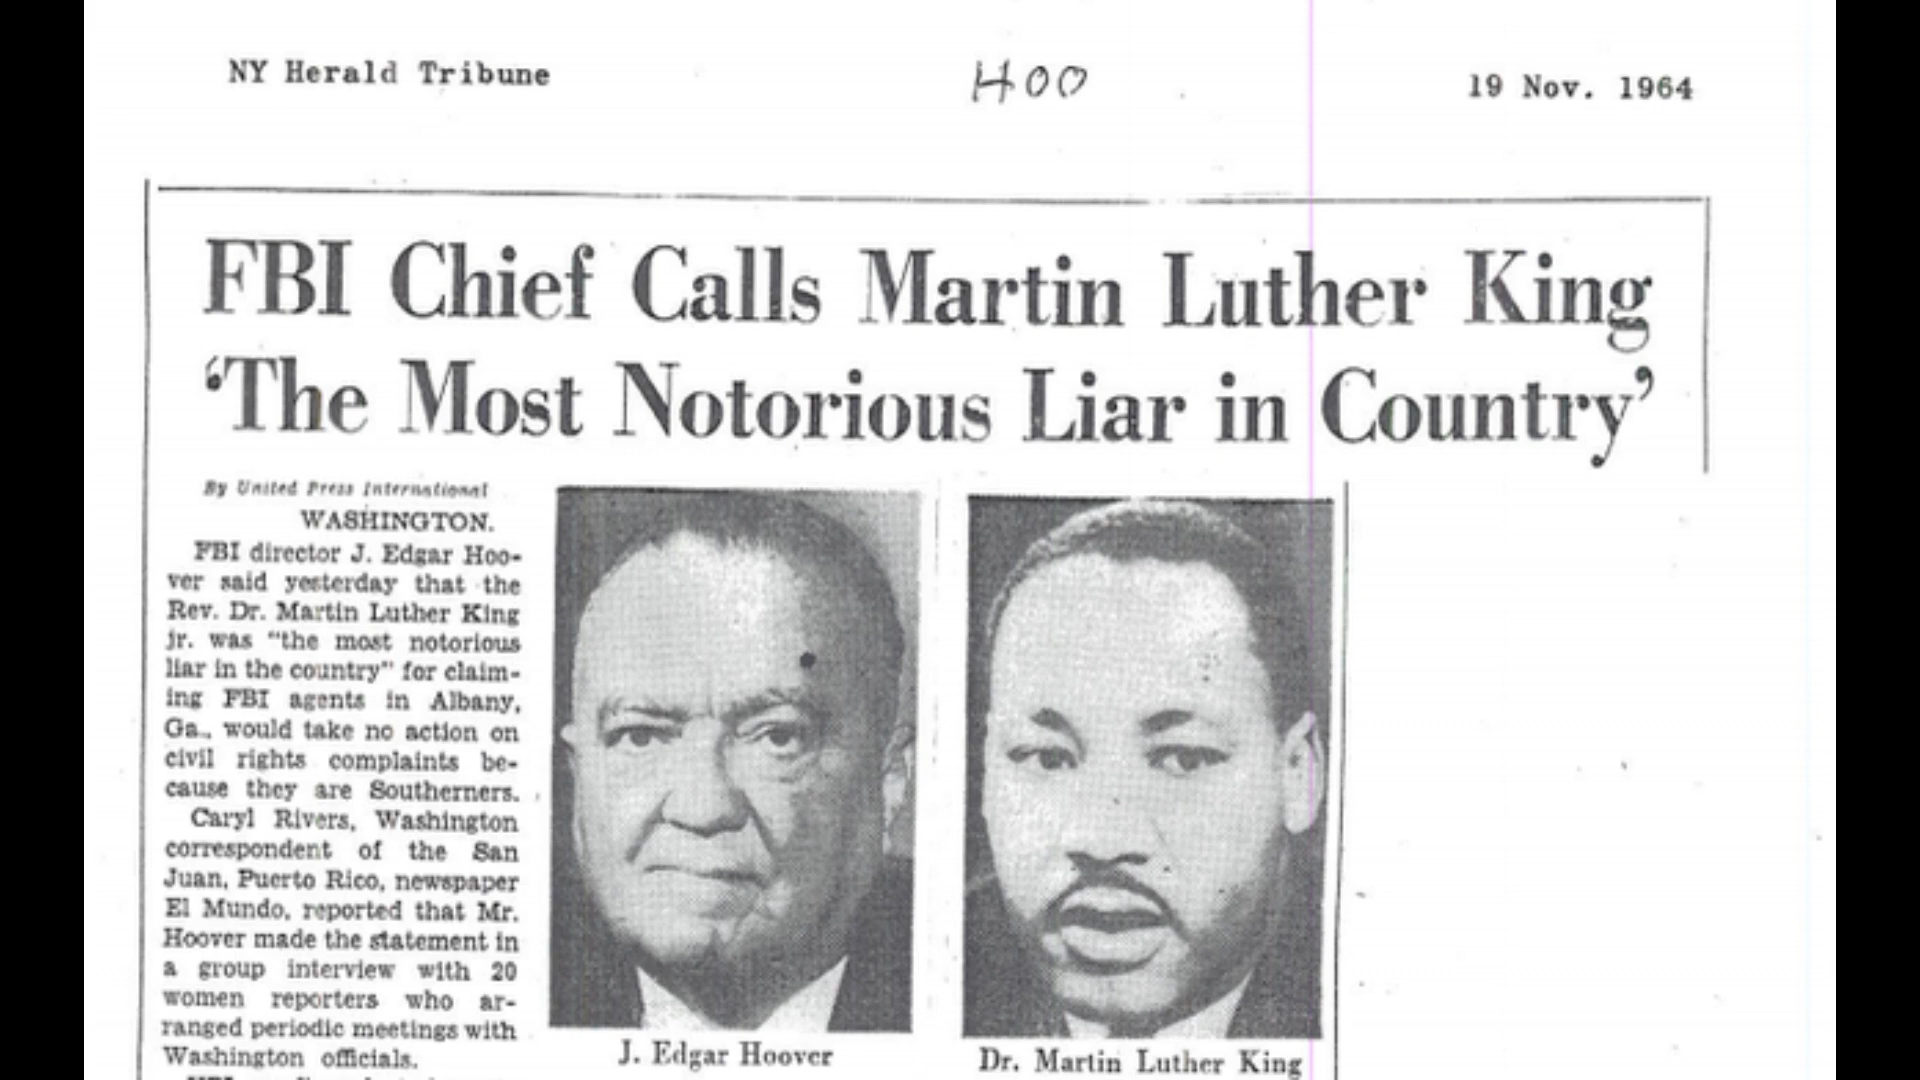 NY Herald Tribune
HOO
19 Nov. 1964
FBI Chief Calls Martin Luther King
‘The Most Notorious Liar in Country’
By United Press International
WASHINGTON.
FBI director J. Edgar Hoo-
ver said yesterday that the
Rev. Dr. Martin Luther King
jr. was “the most notorious
liar in the country” for claim-
ing FBI agents in Albany,
Ga., would take no action on
civil rights complaints be-
cause they are Southerners.
Caryl Rivers, Washington
correspondent of the San
Juan, Puerto Rico, newspaper
El Mundo, reported that Mr.
Hoover made the statement in
a group interview with 20
women reporters who ar-
ranged periodic meetings with
Washington officials.
J. Edgar Hoover
Dr. Martin Luther King